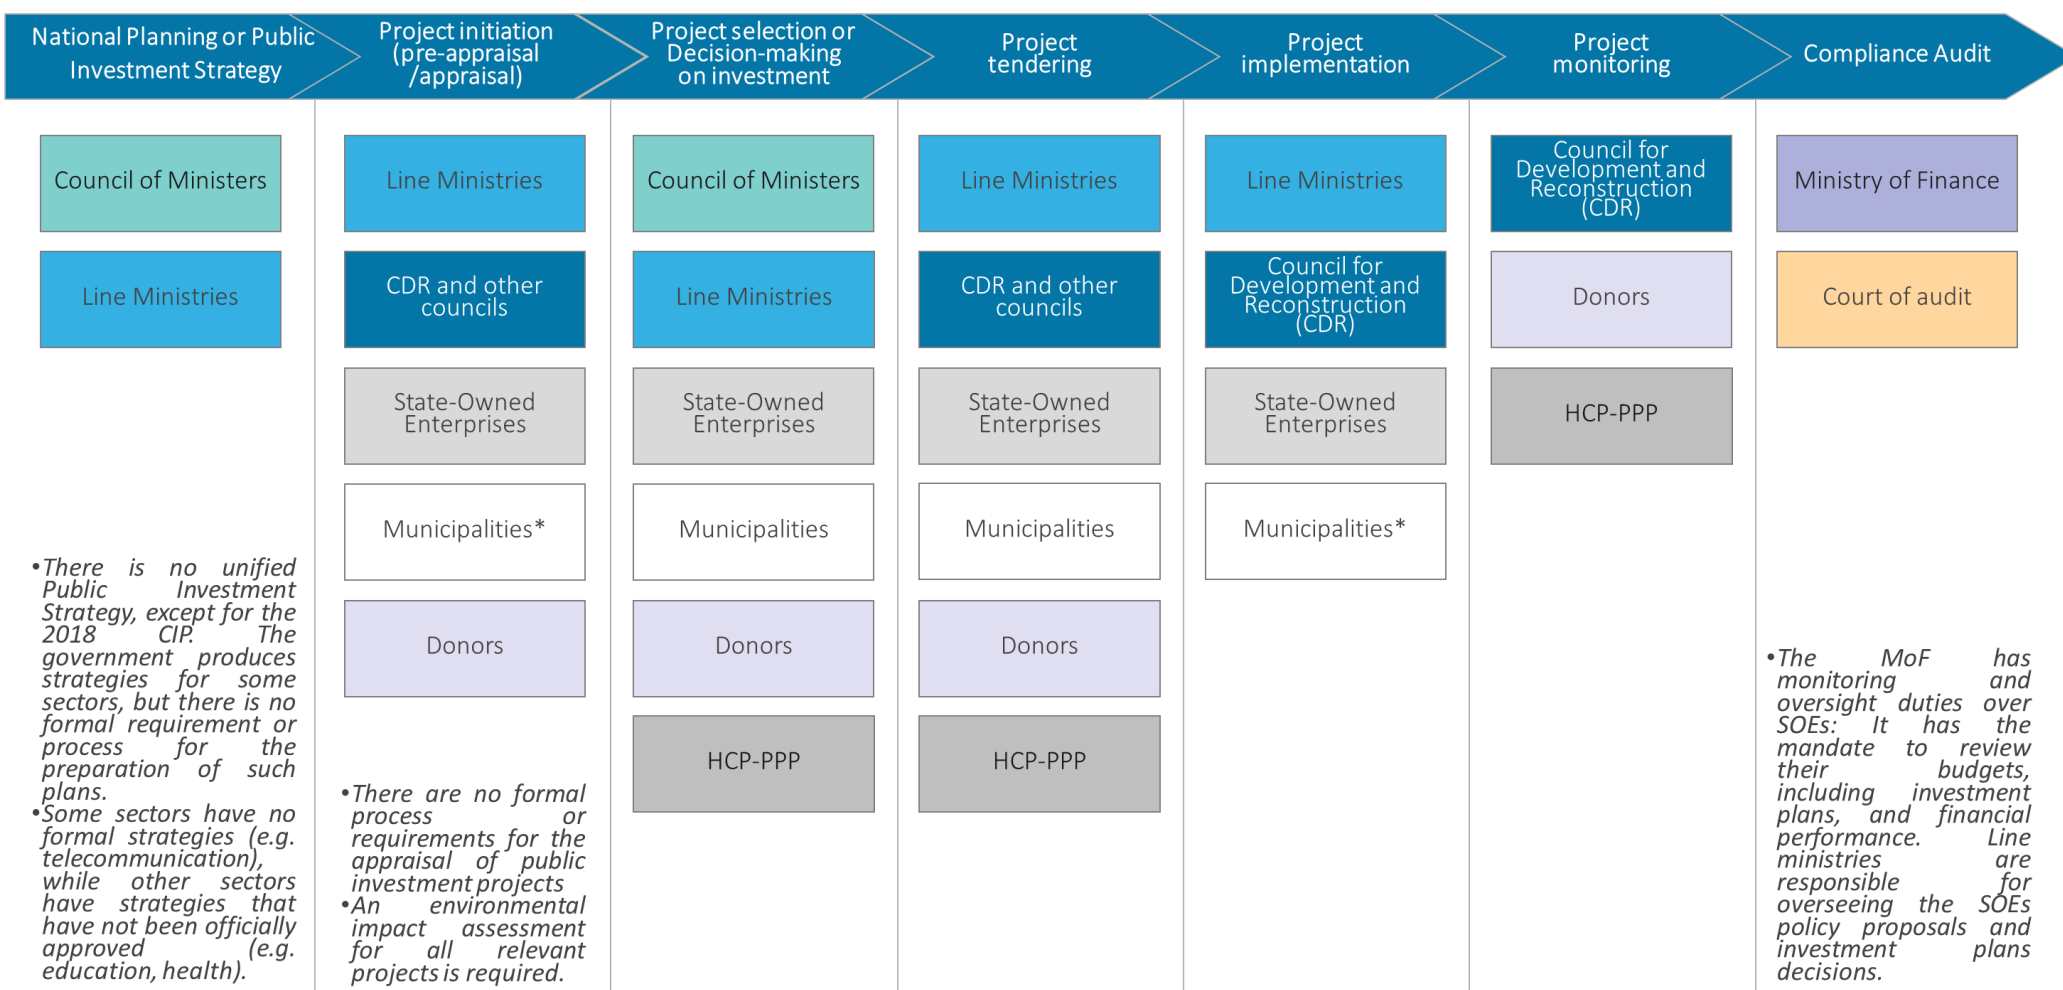 National Planning or Public
Investment Strategy
Project initiation
(pre-appraisal
/appraisal)
Project selection or
Decision-making
on investment
Project
tendering
Project
implementation
Project
monitoring
Compliance Audit
Council of Ministers
Line Ministries
•There is no unified
Public Investment
Strategy, except for the
2018 CIP. The
government produces
strategies for some
sectors, but there is no
formal requirement or
process for the
preparation of such
plans.
•Some sectors have no
formal strategies (e.g.
telecommunication),
while other sectors
have strategies that
have not been officially
approved (e.g.
education, health).
Line Ministries
CDR and other
councils
State-Owned
Enterprises
Municipalities*
Donors
•There are no formal
process or
requirements for the
appraisal of public
investment projects
•An environmental
impact assessment
for all relevant
projects is required.
Council of Ministers
Line Ministries
State-Owned
Enterprises
Municipalities
Donors
HCP-PPP
Line Ministries
CDR and other
councils
State-Owned
Enterprises
Municipalities
Donors
HCP-PPP
Line Ministries
Council for
Development and
Reconstruction
(CDR)
State-Owned
Enterprises
Municipalities*
Council for
Development and
Reconstruction
(CDR)
Donors
HCP-PPP
Ministry of Finance
Court of audit
•The MoF has
monitoring and
oversight duties over
SOEs: It has the
mandate to review
their budgets,
including investment
plans, and financial
performance. Line
ministries are
responsible for
overseeing the SOEs
policy proposals and
investment plans
decisions.